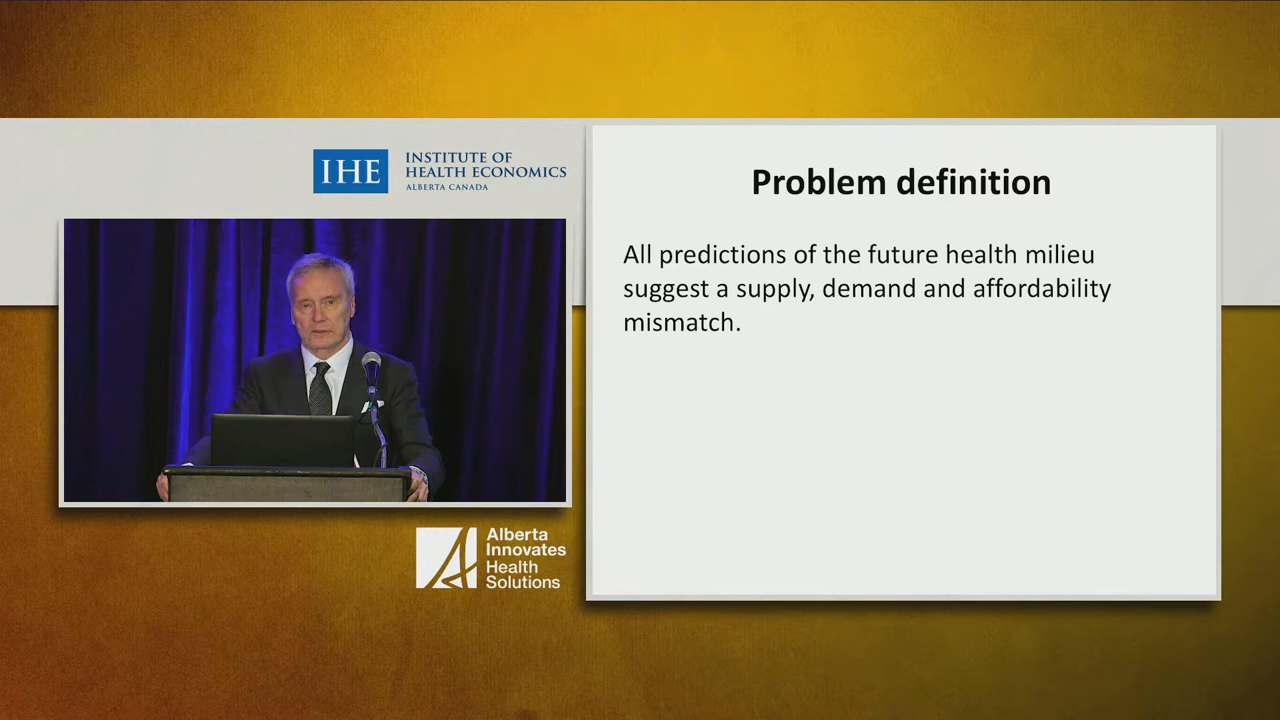 IHE
INSTITUTE OF
HEALTH ECONOMICS
ALBERTA CANADA
Problem definition
All predictions of the future health milieu
suggest a supply, demand and affordability
mismatch.
Alberta
Innovates
Health
Solutions